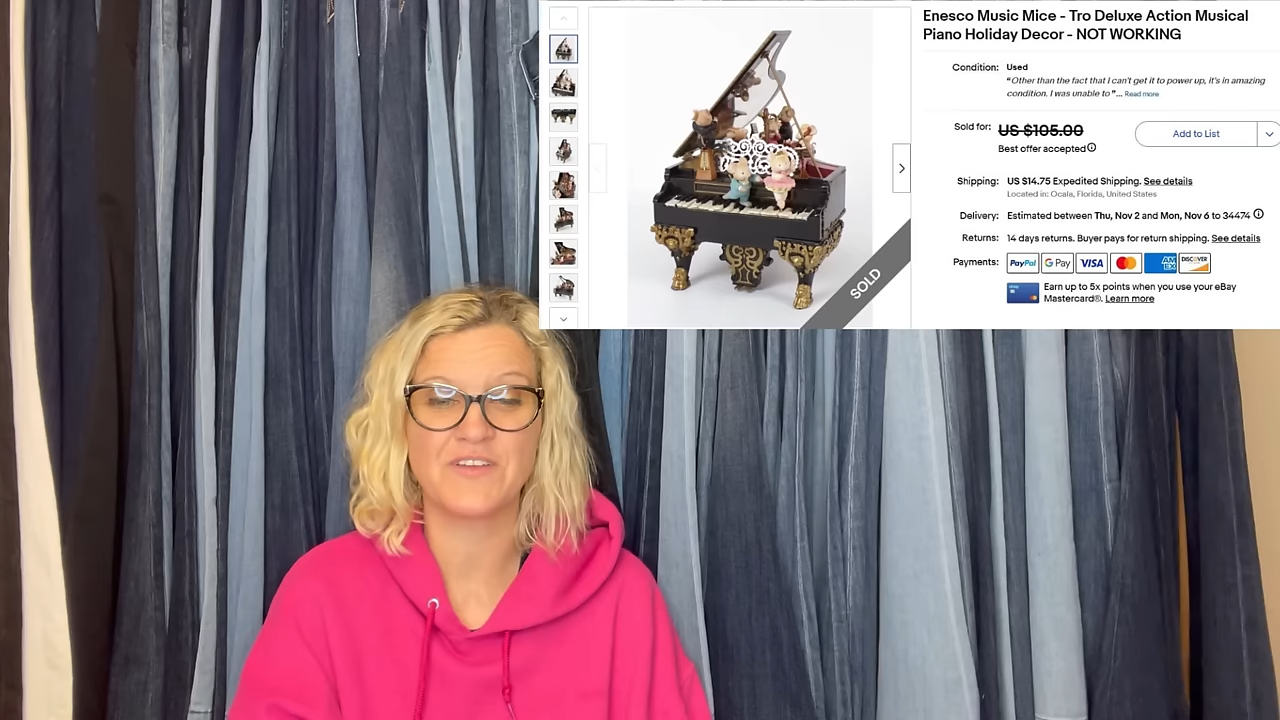 Enesco Music Mice - Tro Deluxe Action Musical
Piano Holiday Decor - NOT WORKING
Condition: Used
“Other than the fact that I can't get it to power up, it's in amazing
condition. I was unable to”... Read more
Sold for: US $105.00
Add to List
Best offer accepted
Shipping: US $14.75 Expedited Shipping. See details
Located in: Ocala, Florida, United States
Delivery: Estimated between Thu, Nov 2 and Mon, Nov 6 to 34474
Returns: 14 days returns. Buyer pays for return shipping. See details
Payments: PayPal G Pay VISA MasterCard AM EX DISCOVER
Earn up to 5x points when you use your eBay
Mastercard®. Learn more
SOLD